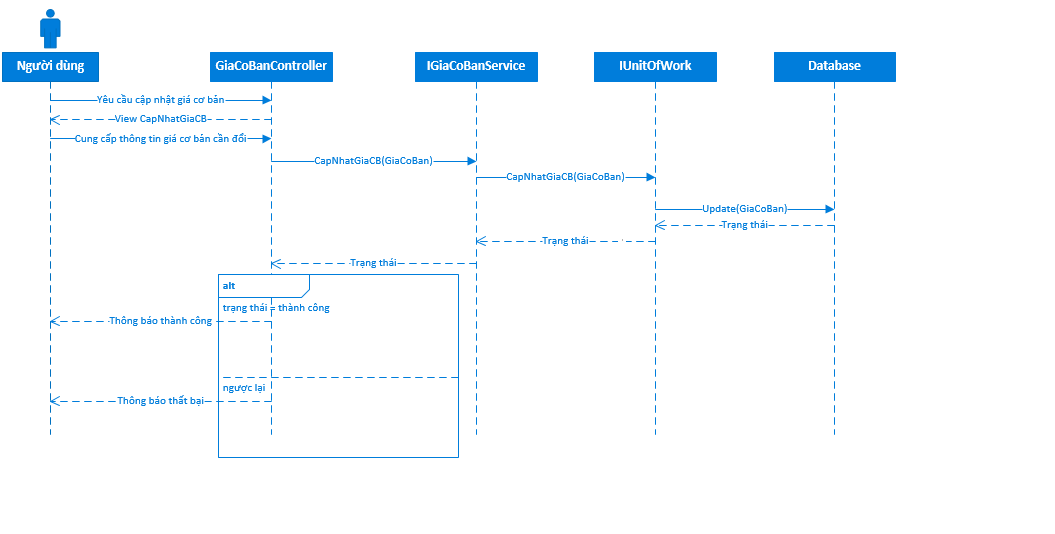 Người dùng
GiaCoBanController
IGiaCoBanService
IUnitOfWork
Database
Yêu cầu cập nhật giá cơ bản
View CapNhatGiaCB
Cung cấp thông tin giá cơ bản cần đổi
CapNhatGiaCB(GiaCoBan)
CapNhatGiaCB(GiaCoBan)
Update(GiaCoBan)
Trạng thái
Trạng thái
Trạng thái
alt
trạng thái = thành công
Thông báo thành công
ngược lại
Thông báo thất bại